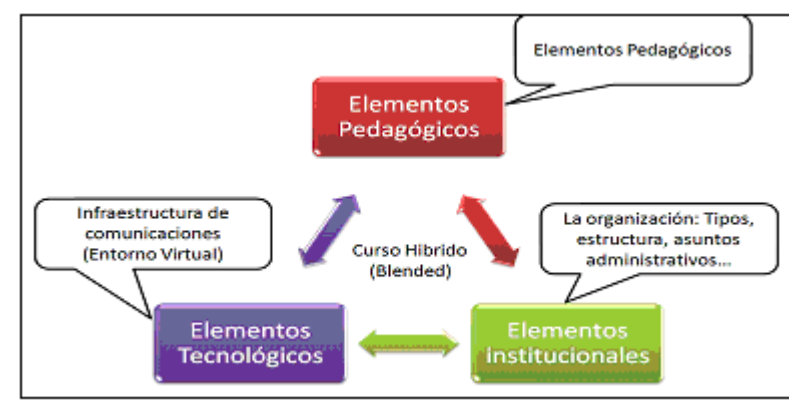 Elementos Pedagógicos
Elementos
Pedagógicos
Infraestructura de
comunicaciones
(Entorno Virtual)
La organización: Tipos,
estructura, asuntos
administrativos...
Curso Hibrido
(Blended)
Elementos
Tecnológicos
Elementos
Institucionales